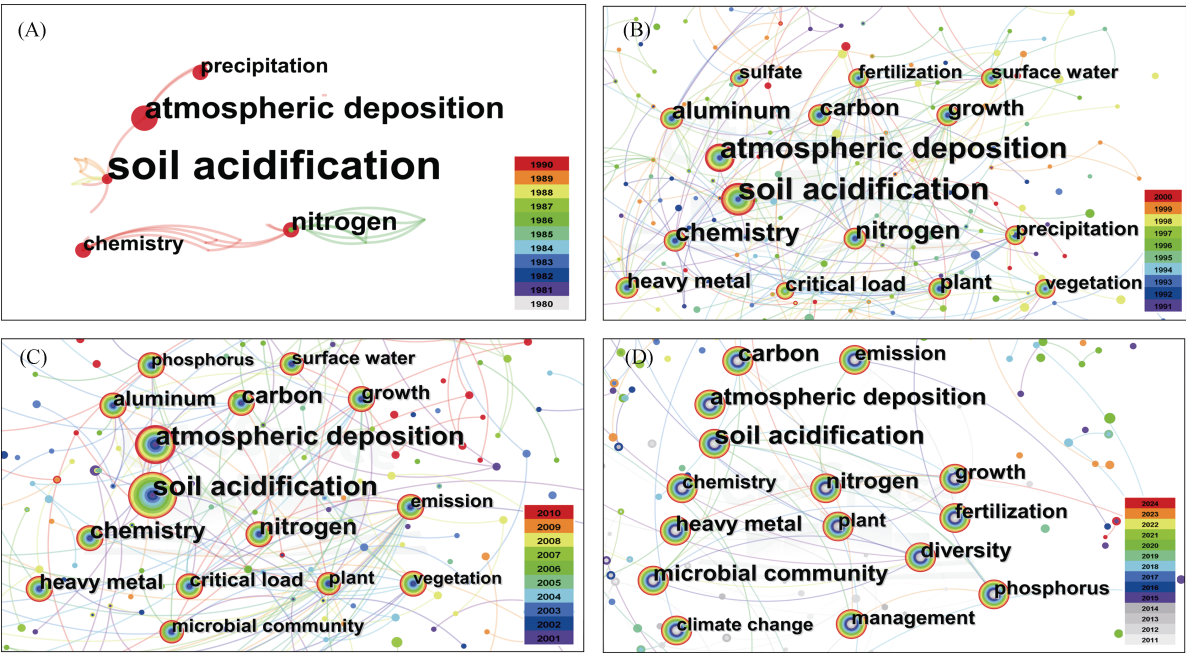 (A)
precipitation
atmospheric deposition
soil acidification
nitrogen
chemistry
1990
1989
1988
1987
1986
1985
1984
1983
1982
1981
1980
(B)
sulfate
fertilization
surface water
aluminum
carbon
growth
atmospheric deposition
soil acidification
chemistry
nitrogen
precipitation
heavy metal
critical load
plant
vegetation
2000
1999
1998
1997
1996
1995
1994
1993
1992
1991
(C)
phosphorus
surface water
aluminum
carbon
growth
atmospheric deposition
soil acidification
emission
chemistry
nitrogen
heavy metal
critical load
plant
vegetation
microbial community
2010
2009
2008
2007
2006
2005
2004
2003
2002
2001
(D)
carbon
emission
atmospheric deposition
soil acidification
chemistry
nitrogen
growth
heavy metal
plant
fertilization
diversity
microbial community
phosphorus
climate change
management
2024
2023
2022
2021
2020
2019
2018
2017
2016
2015
2014
2013
2012
2011